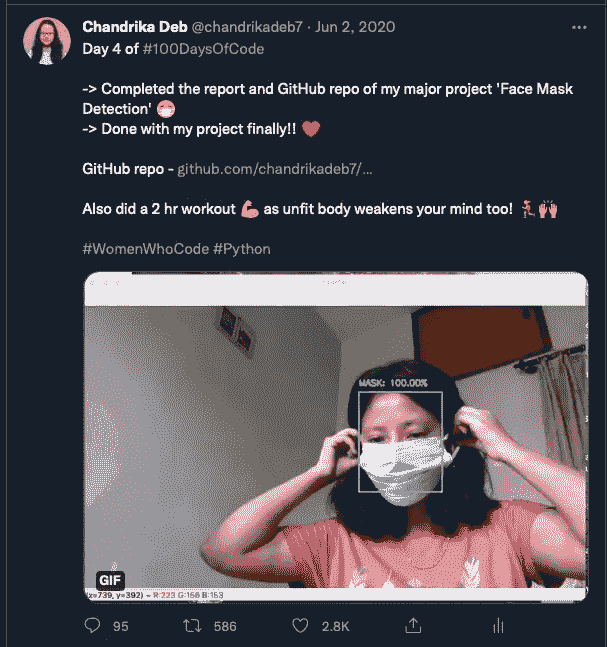 Chandrika Deb @chandrikadeb7 · Jun 2, 2020
Day 4 of #100DaysOfCode
-> Completed the report and GitHub repo of my major project 'Face Mask
Detection' 😷
-> Done with my project finally!! ❤️
GitHub repo - github.com/chandrikadeb7/...
Also did a 2 hr workout 💪 as unfit body weakens your mind too! 🏃‍♀️🙌
#WomenWhoCode #Python
MASK: 100.00%
GIF
(x=739, y=392) ~ R:223 G:156 B:153
95 586 2.8K